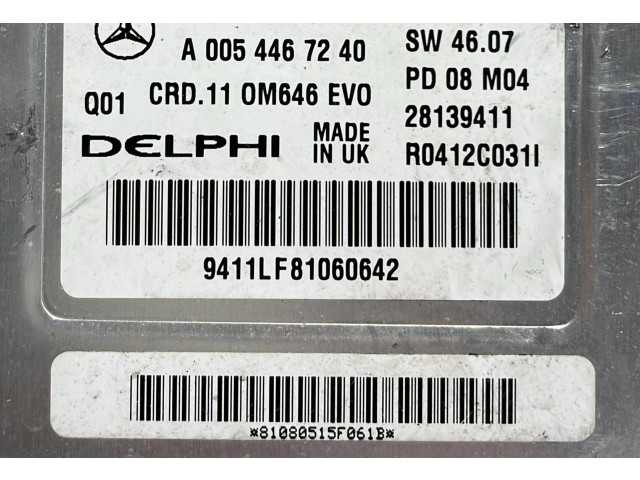 A 005 446 72 40 SW 46.07
Q01 CRD.11 OM646 EVO PD 08 M04
28139411
DELPHI MADE IN UK R0412C031I
9411LF81060642
*81080515F061B*